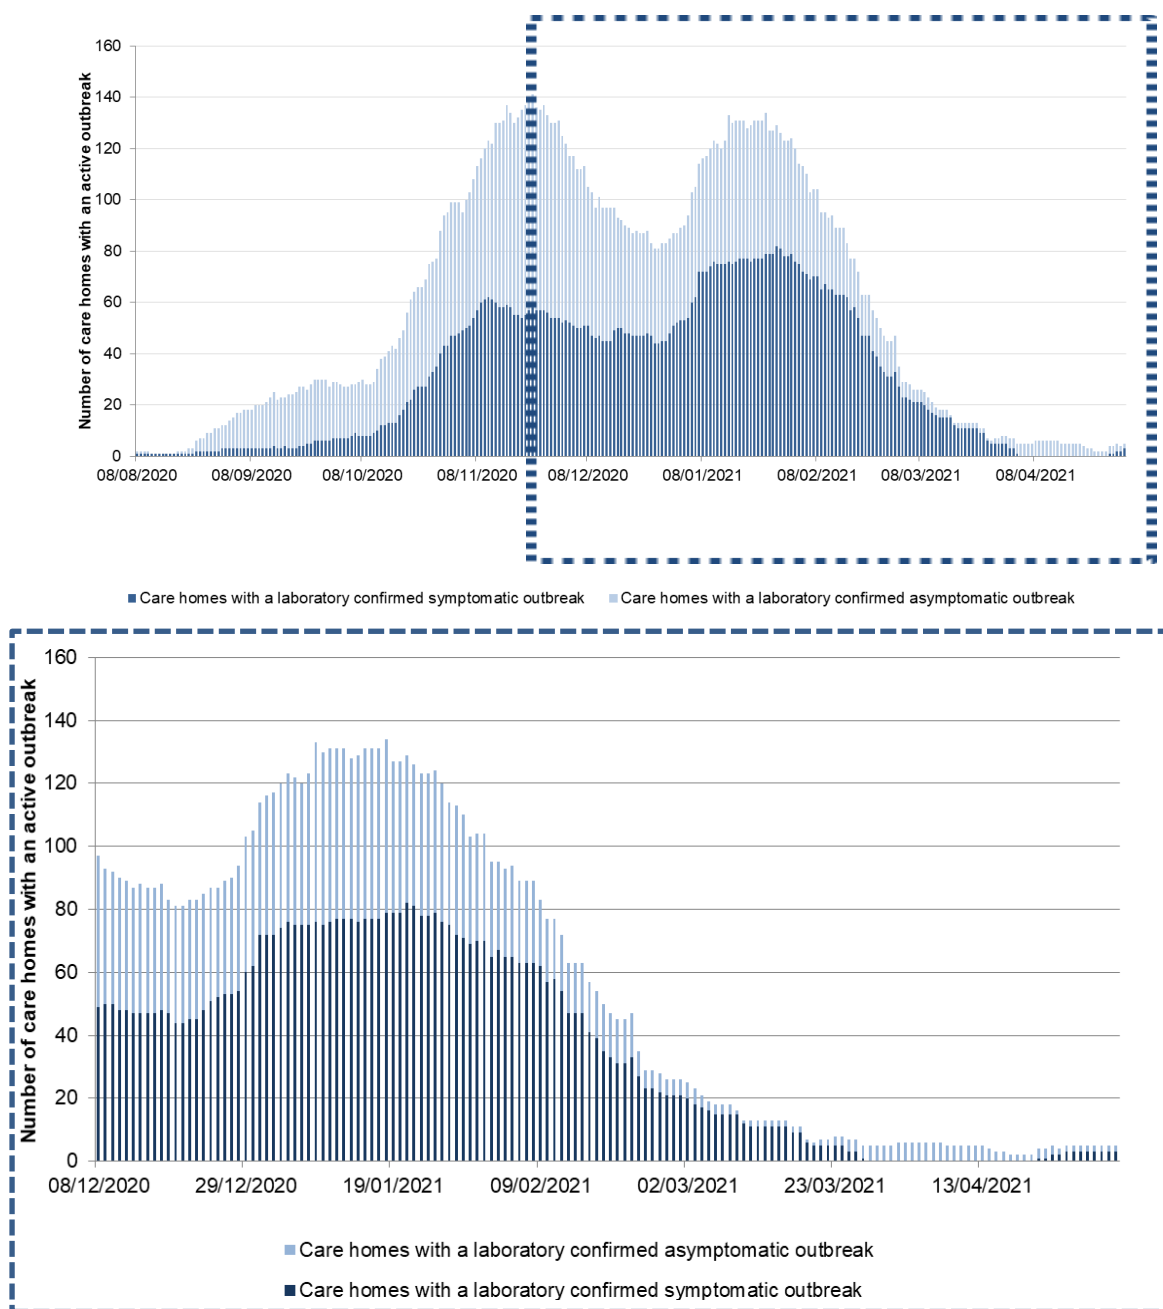 Number of care homes with an active outbreak
160
140
120
100
80
60
40
20
0
08/08/2020 08/09/2020 08/10/2020 08/11/2020 08/12/2020 08/01/2021 08/02/2021 08/03/2021 08/04/2021
Care homes with a laboratory confirmed symptomatic outbreak Care homes with a laboratory confirmed asymptomatic outbreak
Number of care homes with an active outbreak
160
140
120
100
80
60
40
20
0
08/12/2020 29/12/2020 19/01/2021 09/02/2021 02/03/2021 23/03/2021 13/04/2021
Care homes with a laboratory confirmed asymptomatic outbreak
Care homes with a laboratory confirmed symptomatic outbreak